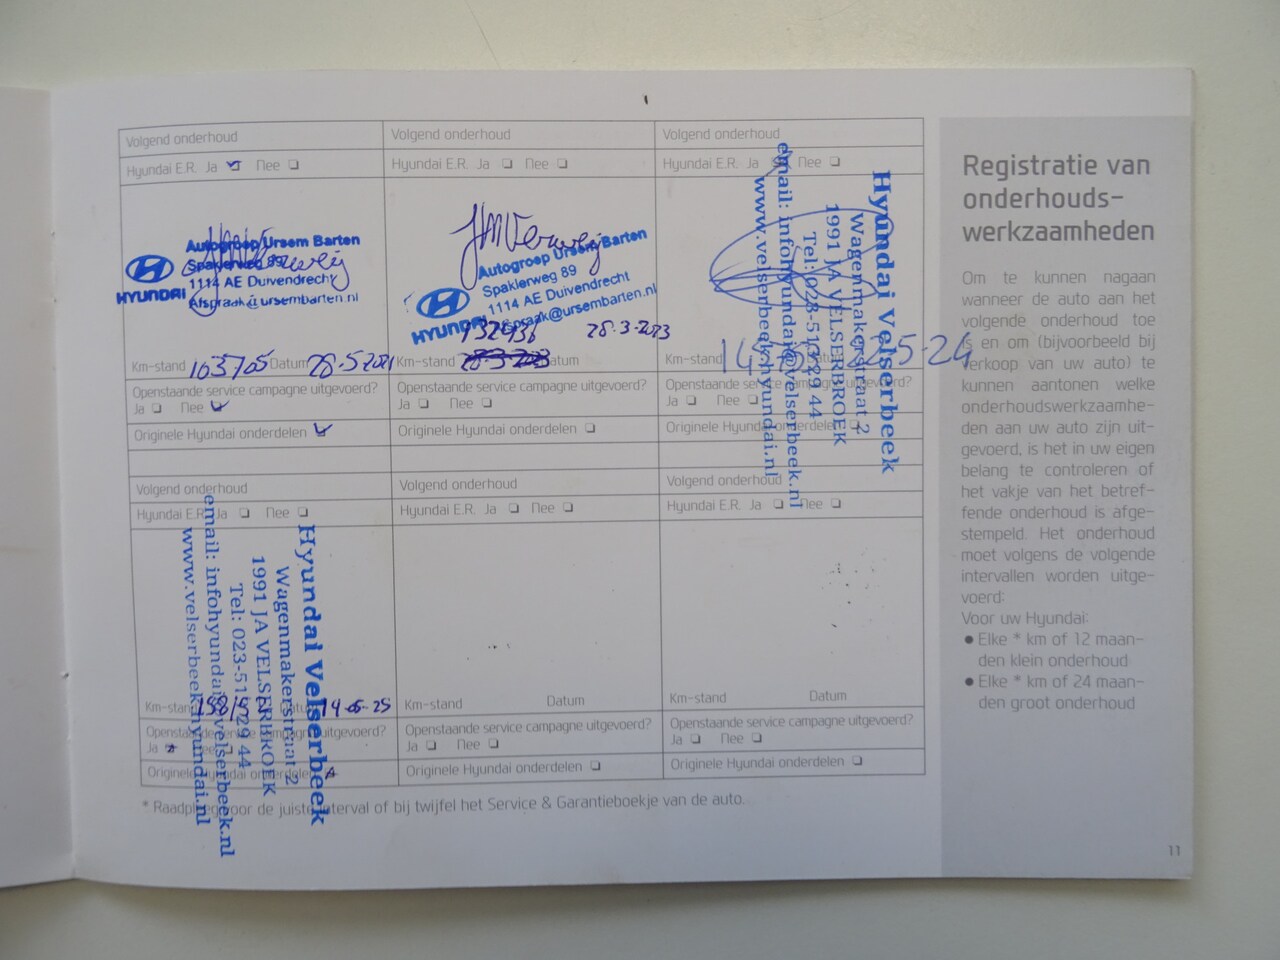 Volgend onderhoud
Hyundai E.R. Ja Nee
Autogroep Ursem Barten
Spaklerweg 89
1114 AE Duivendrecht
Afspraak@ursembarten.nl
HYUNDAI
Km-stand 103705 Datum 28-5-2021
Openstaande service campagne uitgevoerd?
Ja Nee
Originele Hyundai onderdelen
Volgend onderhoud
Hyundai E.R. Ja Nee
Autogroep Ursem Barten
Spaklerweg 89
1114 AE Duivendrecht
Afspraak@ursembarten.nl
HYUNDAI
132436 28-3-2023
Km-stand Datum
Openstaande service campagne uitgevoerd?
Ja Nee
Originele Hyundai onderdelen
Volgend onderhoud
Hyundai E.R. Ja Nee
Hyundai Velserbeek
Wagenmakerstraat 2
1991 JA VELSERBROEK
Tel: 023-5132944
email: infohyundai@velserbeek.nl
www.velserbeek.hyundai.nl
Km-stand
Ja Nee
Volgend onderhoud
Hyundai E.R. Ja Nee
Hyundai Velserbeek
Wagenmakerstraat 2
1991 JA VELSERBROEK
Tel: 023-5132944
email: infohyundai@velserbeek.nl
www.velserbeek.hyundai.nl
Km-stand Datum 14-05-25
Openstaande service campagne uitgevoerd?
Ja Nee
Originele Hyundai onderdelen
Volgend onderhoud
Hyundai E.R. Ja Nee
Km-stand Datum
Openstaande service campagne uitgevoerd?
Ja Nee
Originele Hyundai onderdelen
Volgend onderhoud
Hyundai E.R. Ja Nee
Km-stand Datum
Openstaande service campagne uitgevoerd?
Ja Nee
Originele Hyundai onderdelen
* Raadpleeg voor de juiste interval of bij twijfel het Service & Garantieboekje van de auto.
Registratie van
onderhouds-
werkzaamheden
Om te kunnen nagaan
wanneer de auto aan het
volgende onderhoud toe
is en om (bijvoorbeeld bij
verkoop van uw auto) te
kunnen aantonen welke
onderhoudswerkzaamhe-
den aan uw auto zijn uit-
gevoerd, is het in uw eigen
belang te controleren of
het vakje van het betref-
fende onderhoud is afge-
stempeld. Het onderhoud
moet volgens de volgende
intervallen worden uitge-
voerd:
Voor uw Hyundai:
● Elke * km of 12 maan-
den klein onderhoud
● Elke * km of 24 maan-
den groot onderhoud
11